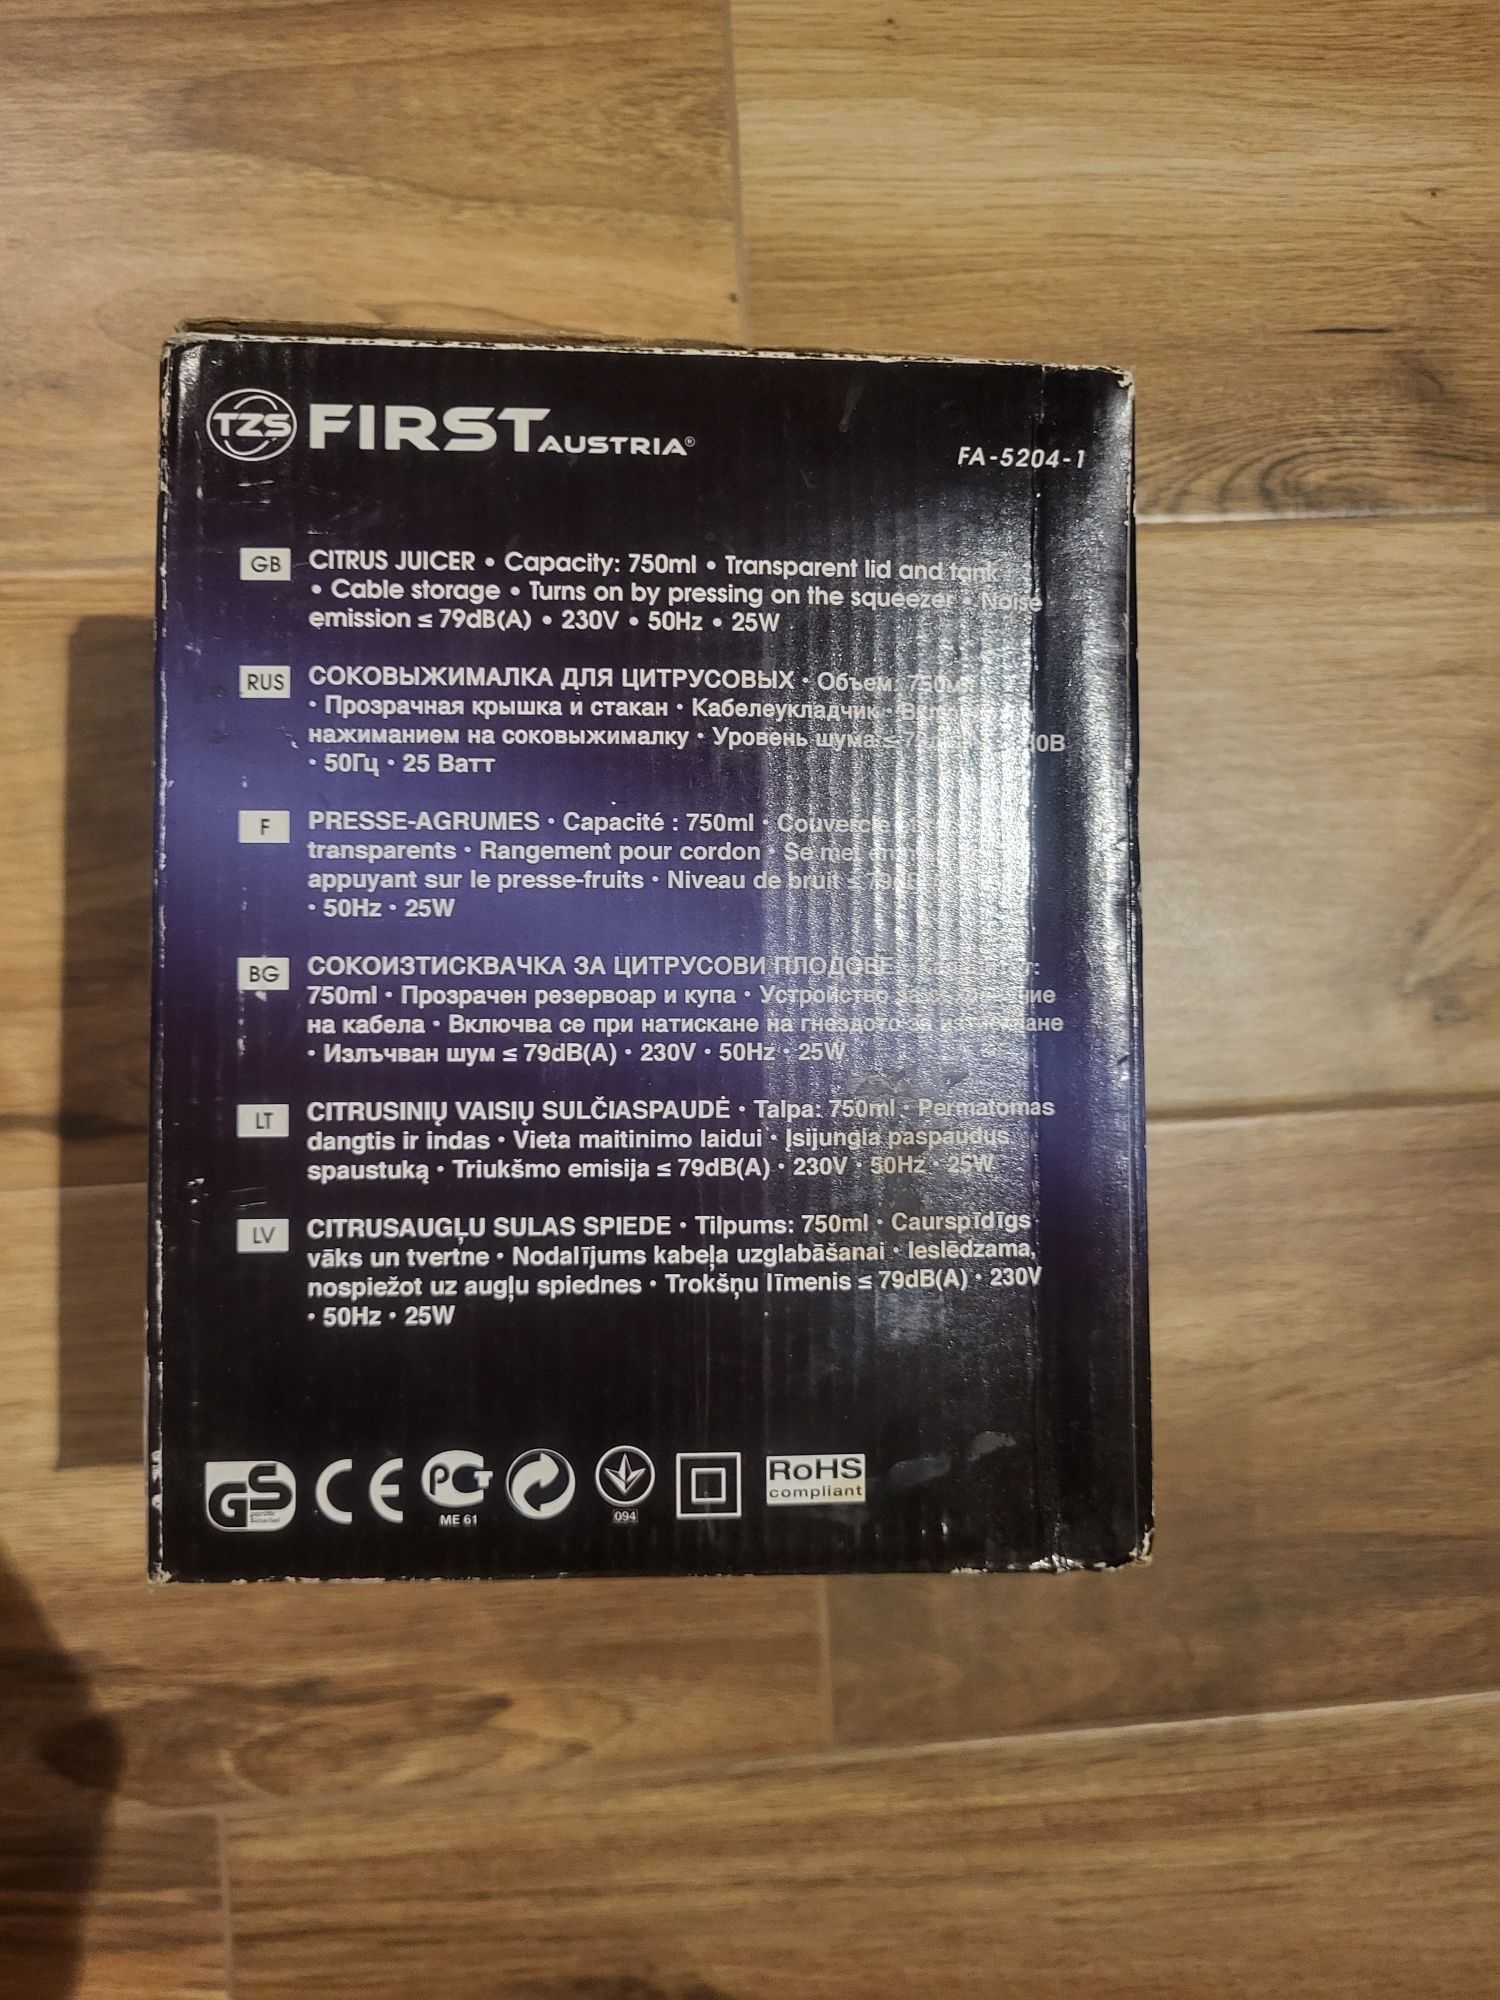 TZS FIRST AUSTRIA®
FA-5204-1
GB CITRUS JUICER • Capacity: 750ml • Transparent lid and tank
• Cable storage • Turns on by pressing on the squeezer • Noise
emission ≤ 79dB(A) • 230V • 50Hz • 25W
RUS СОКОВЫЖИМАЛКА ДЛЯ ЦИТРУСОВЫХ • Объем: 750мл
• Прозрачная крышка и стакан • Кабелеукладчик •
нажиманием на соковыжималку • Уровень шума ≤
• 50Гц • 25 Ватт
F PRESSE-AGRUMES • Capacité : 750ml • Couvercle
transparents • Rangement pour cordon • Se met
appuyant sur le presse-fruits • Niveau de bruit ≤
• 50Hz • 25W
BG СОКОИЗТИСКВАЧКА ЗА ЦИТРУСОВИ ПЛОДОВЕ
750ml • Прозрачен резервоар и купа • Устройство
на кабела • Включва се при натискане на гнездото за
• Излъчван шум ≤ 79dB(A) • 230V • 50Hz • 25W
LT CITRUSINIŲ VAISIŲ SULČIASPAUDĖ • Talpa: 750ml • Permatomas
dangtis ir indas • Vieta maitinimo laidui • Įsijungia paspaudus
spaustuką • Triukšmo emisija ≤ 79dB(A) • 230V • 50Hz • 25W
LV CITRUSAUGĻU SULAS SPIEDE • Tilpums: 750ml • Caurspīdīgs
vāks un tvertne • Nodalījums kabeļa uzglabāšanai • Ieslēdzama,
nospiežot uz augļu spiednes • Trokšņu līmenis ≤ 79dB(A) • 230V
• 50Hz • 25W
GS geprüfte Sicherheit CE РСТ RoHS
compliant
ME 61 094